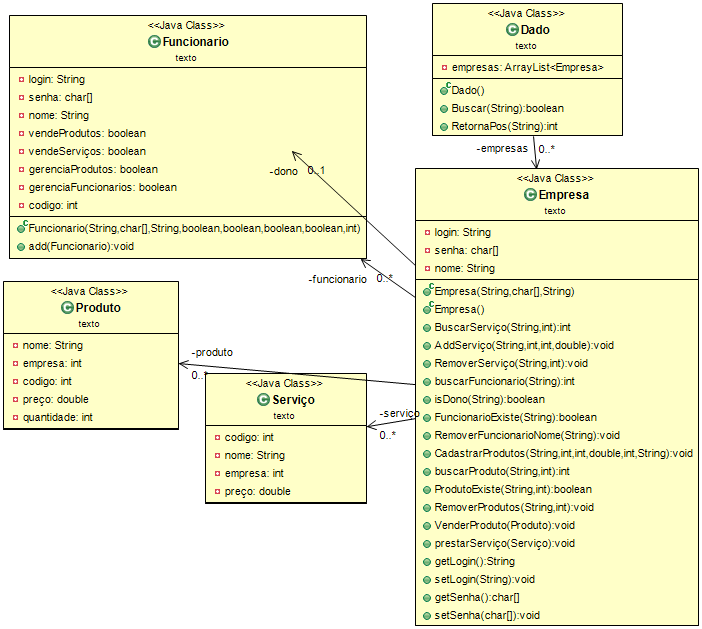 <<Java Class>>
Funcionario
texto
login: String
senha: char[]
nome: String
vendeProdutos: boolean
vendeServiços: boolean
gerenciaProdutos: boolean
gerenciaFuncionarios: boolean
codigo: int
Funcionario(String,char[],String,boolean,boolean,boolean,boolean,int)
add(Funcionario):void
<<Java Class>>
Dado
texto
empresas: ArrayList<Empresa>
Dado()
Buscar(String):boolean
RetornaPos(String):int
-empresas 0..*
-dono 0..1
-funcionario 0..*
<<Java Class>>
Empresa
texto
login: String
senha: char[]
nome: String
Empresa(String,char[],String)
Empresa()
BuscarServiço(String,int):int
AddServiço(String,int,int,double):void
RemoverServiço(String,int):void
buscarFuncionario(String):int
isDono(String):boolean
FuncionarioExiste(String):boolean
RemoverFuncionarioNome(String):void
CadastrarProdutos(String,int,int,double,int,String):void
buscarProduto(String,int):int
ProdutoExiste(String,int):boolean
RemoverProdutos(String,int):void
VenderProduto(Produto):void
prestarServiço(Serviço):void
getLogin():String
setLogin(String):void
getSenha():char[]
setSenha(char[]):void
<<Java Class>>
Produto
texto
nome: String
empresa: int
codigo: int
preço: double
quantidade: int
-produto
0..*
<<Java Class>>
Serviço
texto
codigo: int
nome: String
empresa: int
preço: double
-serviço
0..*